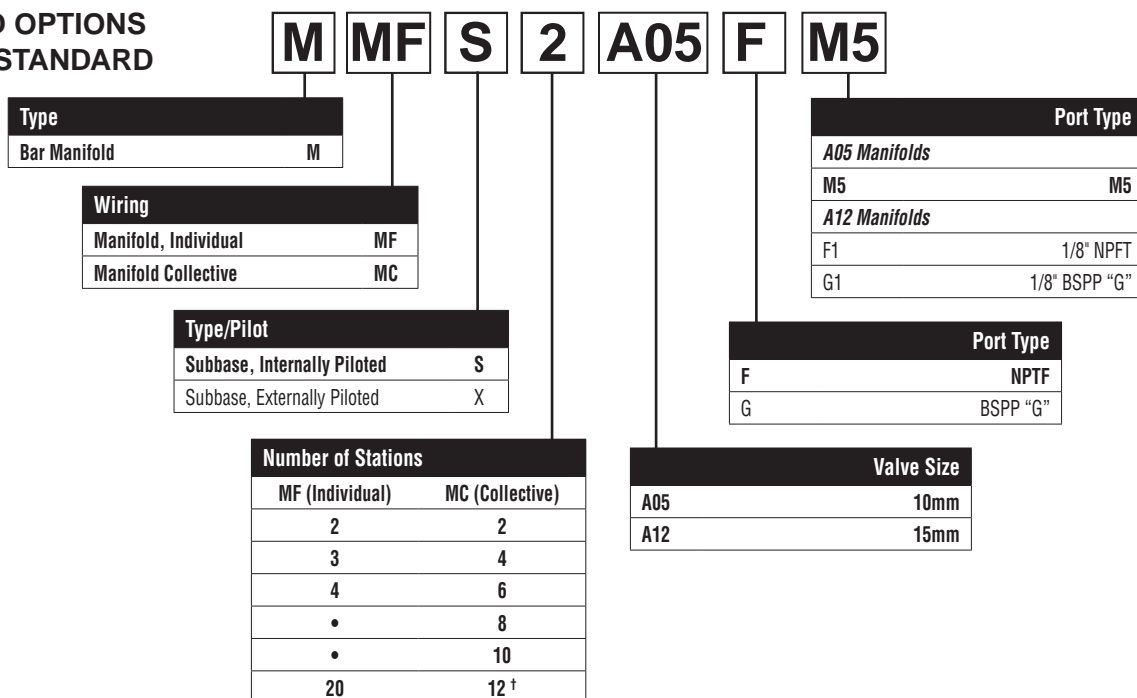 OPTIONS
STANDARD
M MF S 2 A05 F M5
Type
Bar Manifold M
Wiring
Manifold, Individual MF
Manifold Collective MC
Type/Pilot
Subbase, Internally Piloted S
Subbase, Externally Piloted X
Number of Stations
MF (Individual) MC (Collective)
2 2
3 4
4 6
• 8
• 10
20 12 †
Port Type
A05 Manifolds
M5 M5
A12 Manifolds
F1 1/8" NPFT
G1 1/8" BSPP “G”
Port Type
F NPTF
G BSPP “G”
Valve Size
A05 10mm
A12 15mm